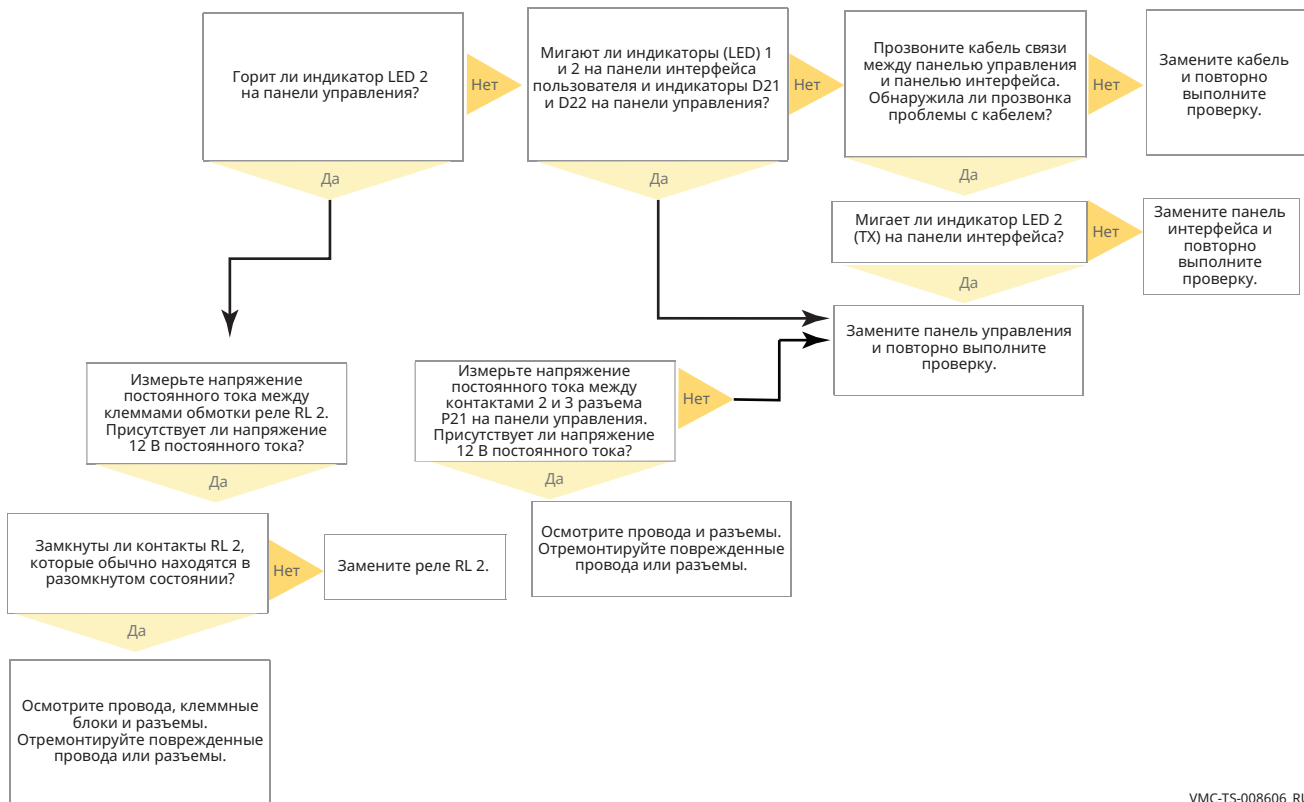 Горит ли индикатор LED 2
на панели управления?
Нет
Мигают ли индикаторы (LED) 1
и 2 на панели интерфейса
пользователя и индикаторы D21
и D22 на панели управления?
Нет
Прозвоните кабель связи
между панелью управления
и панелью интерфейса.
Обнаружила ли прозвонка
проблемы с кабелем?
Нет
Замените кабель
и повторно
выполните
проверку.
Да
Да
Да
Мигает ли индикатор LED 2
(TX) на панели интерфейса?
Нет
Замените панель
интерфейса и
повторно
выполните
проверку.
Да
Замените панель управления
и повторно выполните
проверку.
Измерьте напряжение
постоянного тока между
клеммами обмотки реле RL 2.
Присутствует ли напряжение
12 В постоянного тока?
Измерьте напряжение
постоянного тока между
контактами 2 и 3 разъема
P21 на панели управления.
Присутствует ли напряжение
12 В постоянного тока?
Нет
Да
Да
Замкнуты ли контакты RL 2,
которые обычно находятся в
разомкнутом состоянии?
Нет
Замените реле RL 2.
Осмотрите провода и разъемы.
Отремонтируйте поврежденные
провода или разъемы.
Да
Осмотрите провода, клеммные
блоки и разъемы.
Отремонтируйте поврежденные
провода или разъемы.
VMC-TS-008606_RU